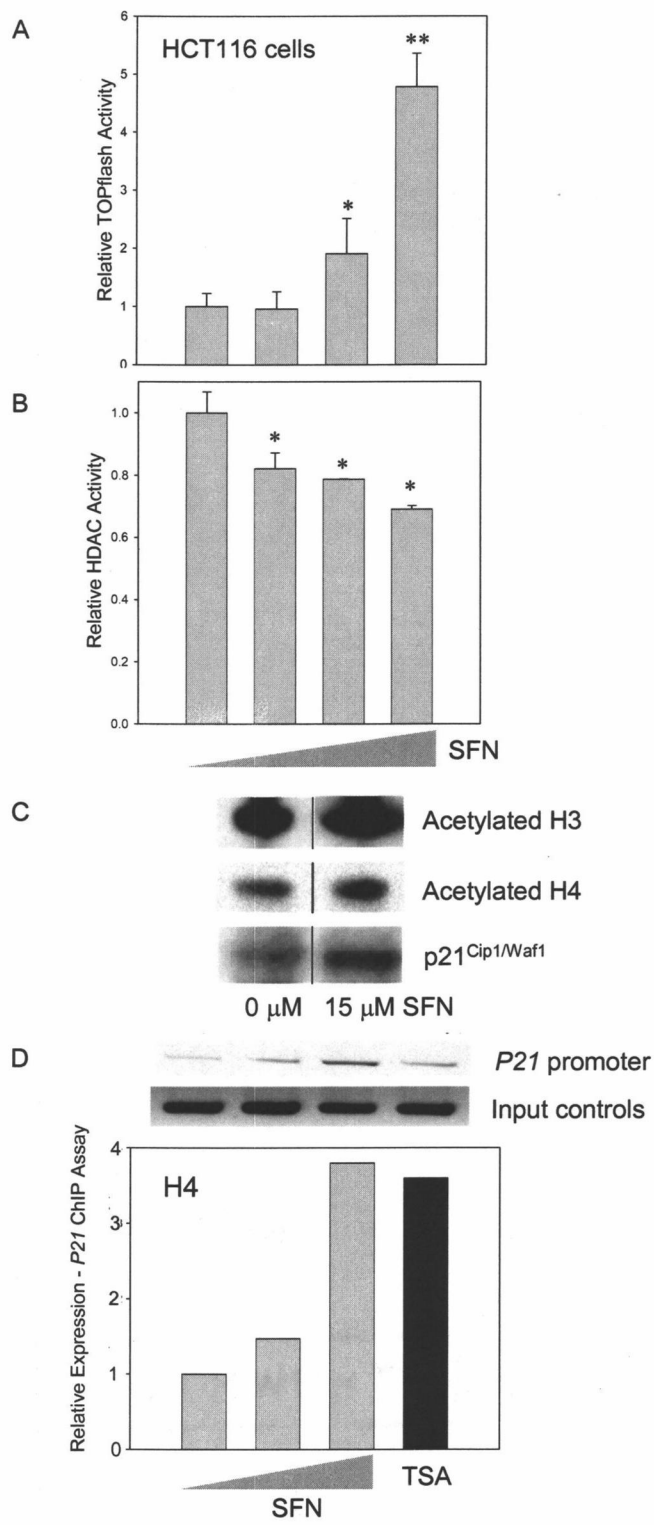 A
HCT116 cells
Relative TOPflash Activity
6
5
4
3
2
1
0
*
**
B
Relative HDAC Activity
1.0
0.8
0.6
0.4
0.2
0.0
*
*
*
SFN
C
Acetylated H3
Acetylated H4
p21Cip1/Waf1
0 μM 15 μM SFN
D
P21 promoter
Input controls
Relative Expression - P21 ChIP Assay
H4
4
3
2
1
0
TSA
SFN